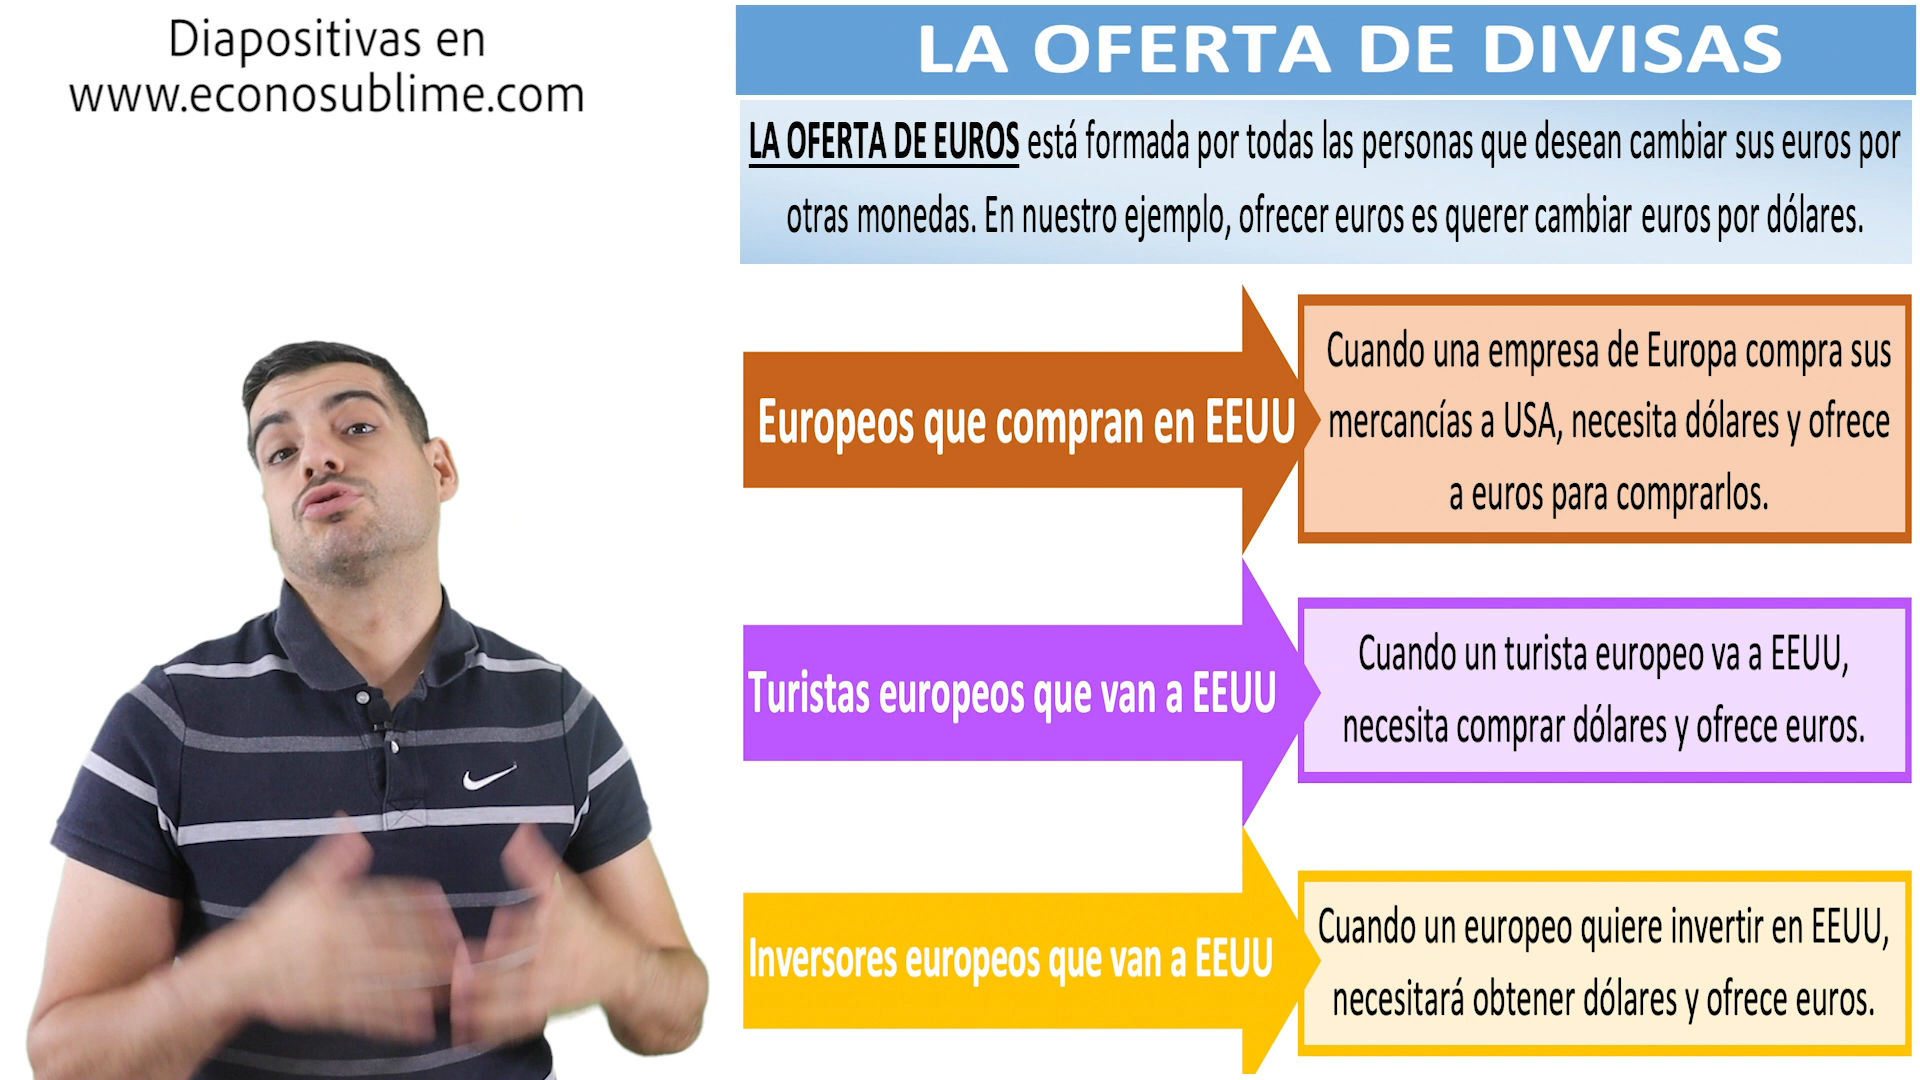 Diapositivas en
www.econosublime.com
LA OFERTA DE DIVISAS
LA OFERTA DE EUROS está formada por todas las personas que desean cambiar sus euros por
otras monedas. En nuestro ejemplo, ofrecer euros es querer cambiar euros por dólares.
Europeos que compran en EEUU
Cuando una empresa de Europa compra sus
mercancías a USA, necesita dólares y ofrece
a euros para comprarlos.
Turistas europeos que van a EEUU
Cuando un turista europeo va a EEUU,
necesita comprar dólares y ofrece euros.
Inversores europeos que van a EEUU
Cuando un europeo quiere invertir en EEUU,
necesitará obtener dólares y ofrece euros.